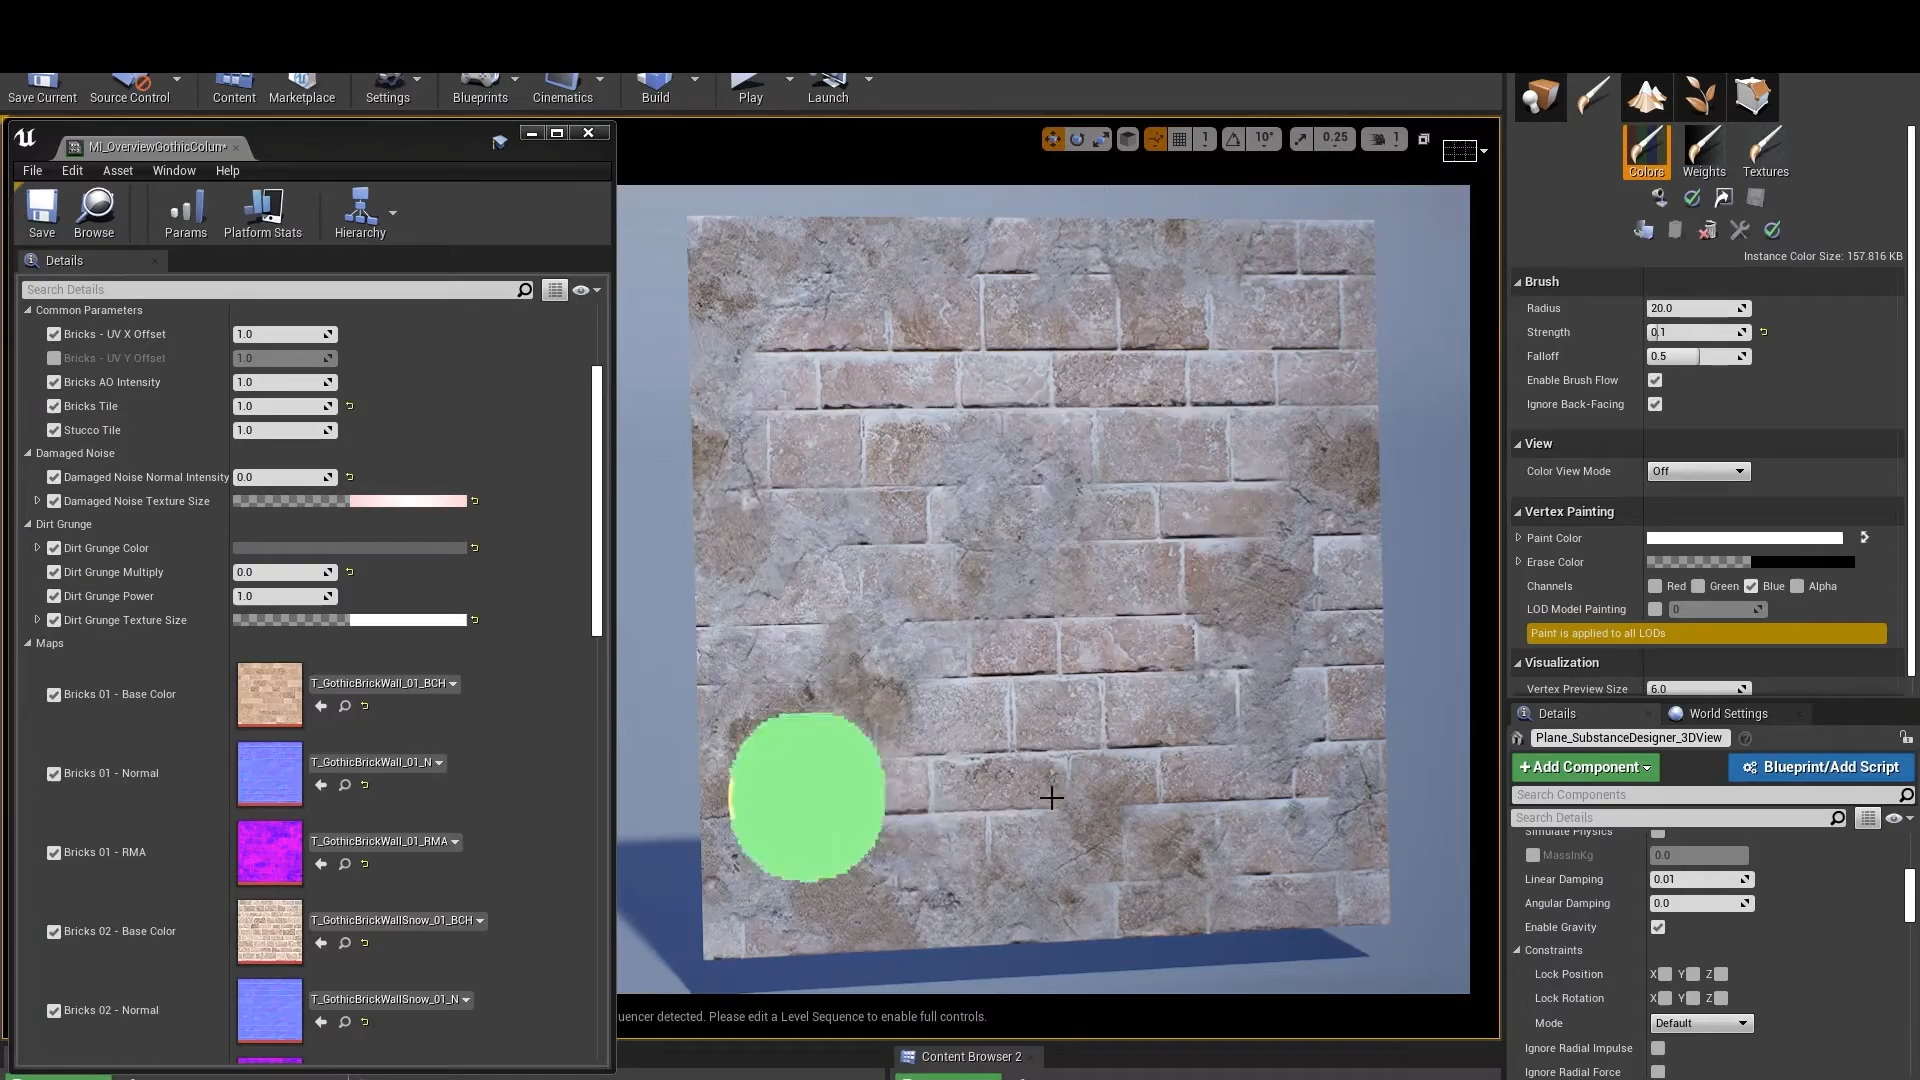 Save Current
Source Control
Content
Marketplace
Settings
Blueprints
Cinematics
Build
Play
Launch
MI_OverviewGothicColum*
File Edit Asset Window Help
Save
Browse
Params
Platform Stats
Hierarchy
Details
Search Details
Common Parameters
Bricks - UV X Offset 1.0
Bricks - UV Y Offset 1.0
Bricks AO Intensity 1.0
Bricks Tile 1.0
Stucco Tile 1.0
Damaged Noise
Damaged Noise Normal Intensity 0.0
Damaged Noise Texture Size
Dirt Grunge
Dirt Grunge Color
Dirt Grunge Multiply 0.0
Dirt Grunge Power 1.0
Dirt Grunge Texture Size
Maps
Bricks 01 - Base Color T_GothicBrickWall_01_BCH
Bricks 01 - Normal T_GothicBrickWall_01_N
Bricks 01 - RMA T_GothicBrickWall_01_RMA
Bricks 02 - Base Color T_GothicBrickWallSnow_01_BCH
Bricks 02 - Normal T_GothicBrickWallSnow_01_N
1 10° 0.25 1
uencer detected. Please edit a Level Sequence to enable full controls.
Content Browser 2
Colors
Weights
Textures
Instance Color Size: 157.816 KB
Brush
Radius 20.0
Strength 0.1
Falloff 0.5
Enable Brush Flow
Ignore Back-Facing
View
Color View Mode Off
Vertex Painting
Paint Color
Erase Color
Channels Red Green Blue Alpha
LOD Model Painting 0
Paint is applied to all LODs
Visualization
Vertex Preview Size 6.0
Details
World Settings
Plane_SubstanceDesigner_3DView
+Add Component
Blueprint/Add Script
Search Components
Search Details
Simulate Physics
MassInKg 0.0
Linear Damping 0.01
Angular Damping 0.0
Enable Gravity
Constraints
Lock Position X Y Z
Lock Rotation X Y Z
Mode Default
Ignore Radial Impulse
Ignore Radial Force